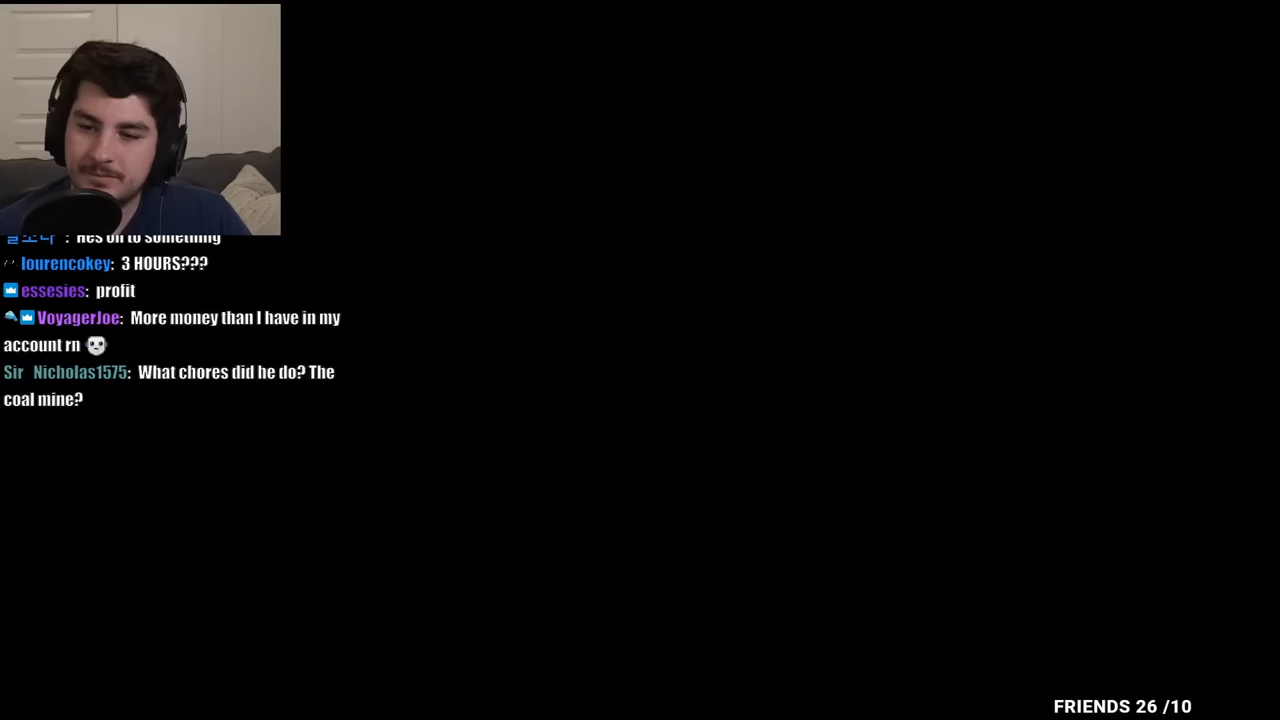 : Hes on to something
lourencokey: 3 HOURS???
essesies: profit
VoyagerJoe: More money than I have in my
account rn
Sir Nicholas1575: What chores did he do? The
coal mine?
FRIENDS 26 /10